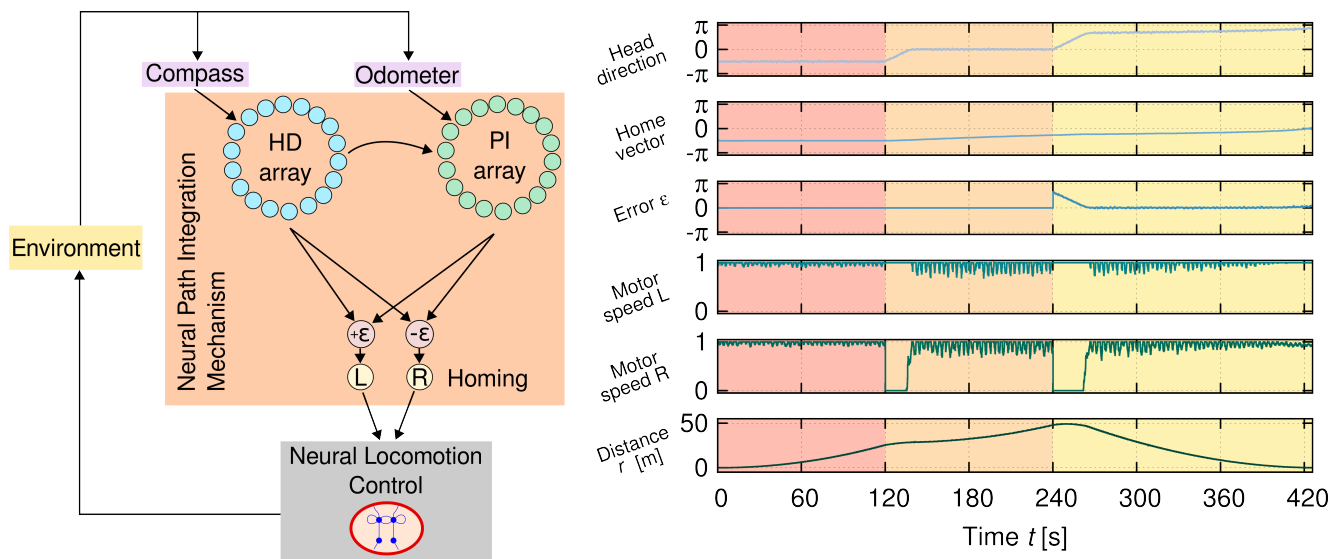 Compass
Odometer
HD
array
PI
array
Neural Path Integration
Mechanism
Environment
+ε
-ε
L
R
Homing
Neural Locomotion
Control
Head
direction
π
0
-π
Home
vector
π
0
-π
Error ε
π
0
-π
Motor
speed L
1
0
Motor
speed R
1
0
Distance
r [m]
50
0
0 60 120 180 240 300 360 420
Time t [s]